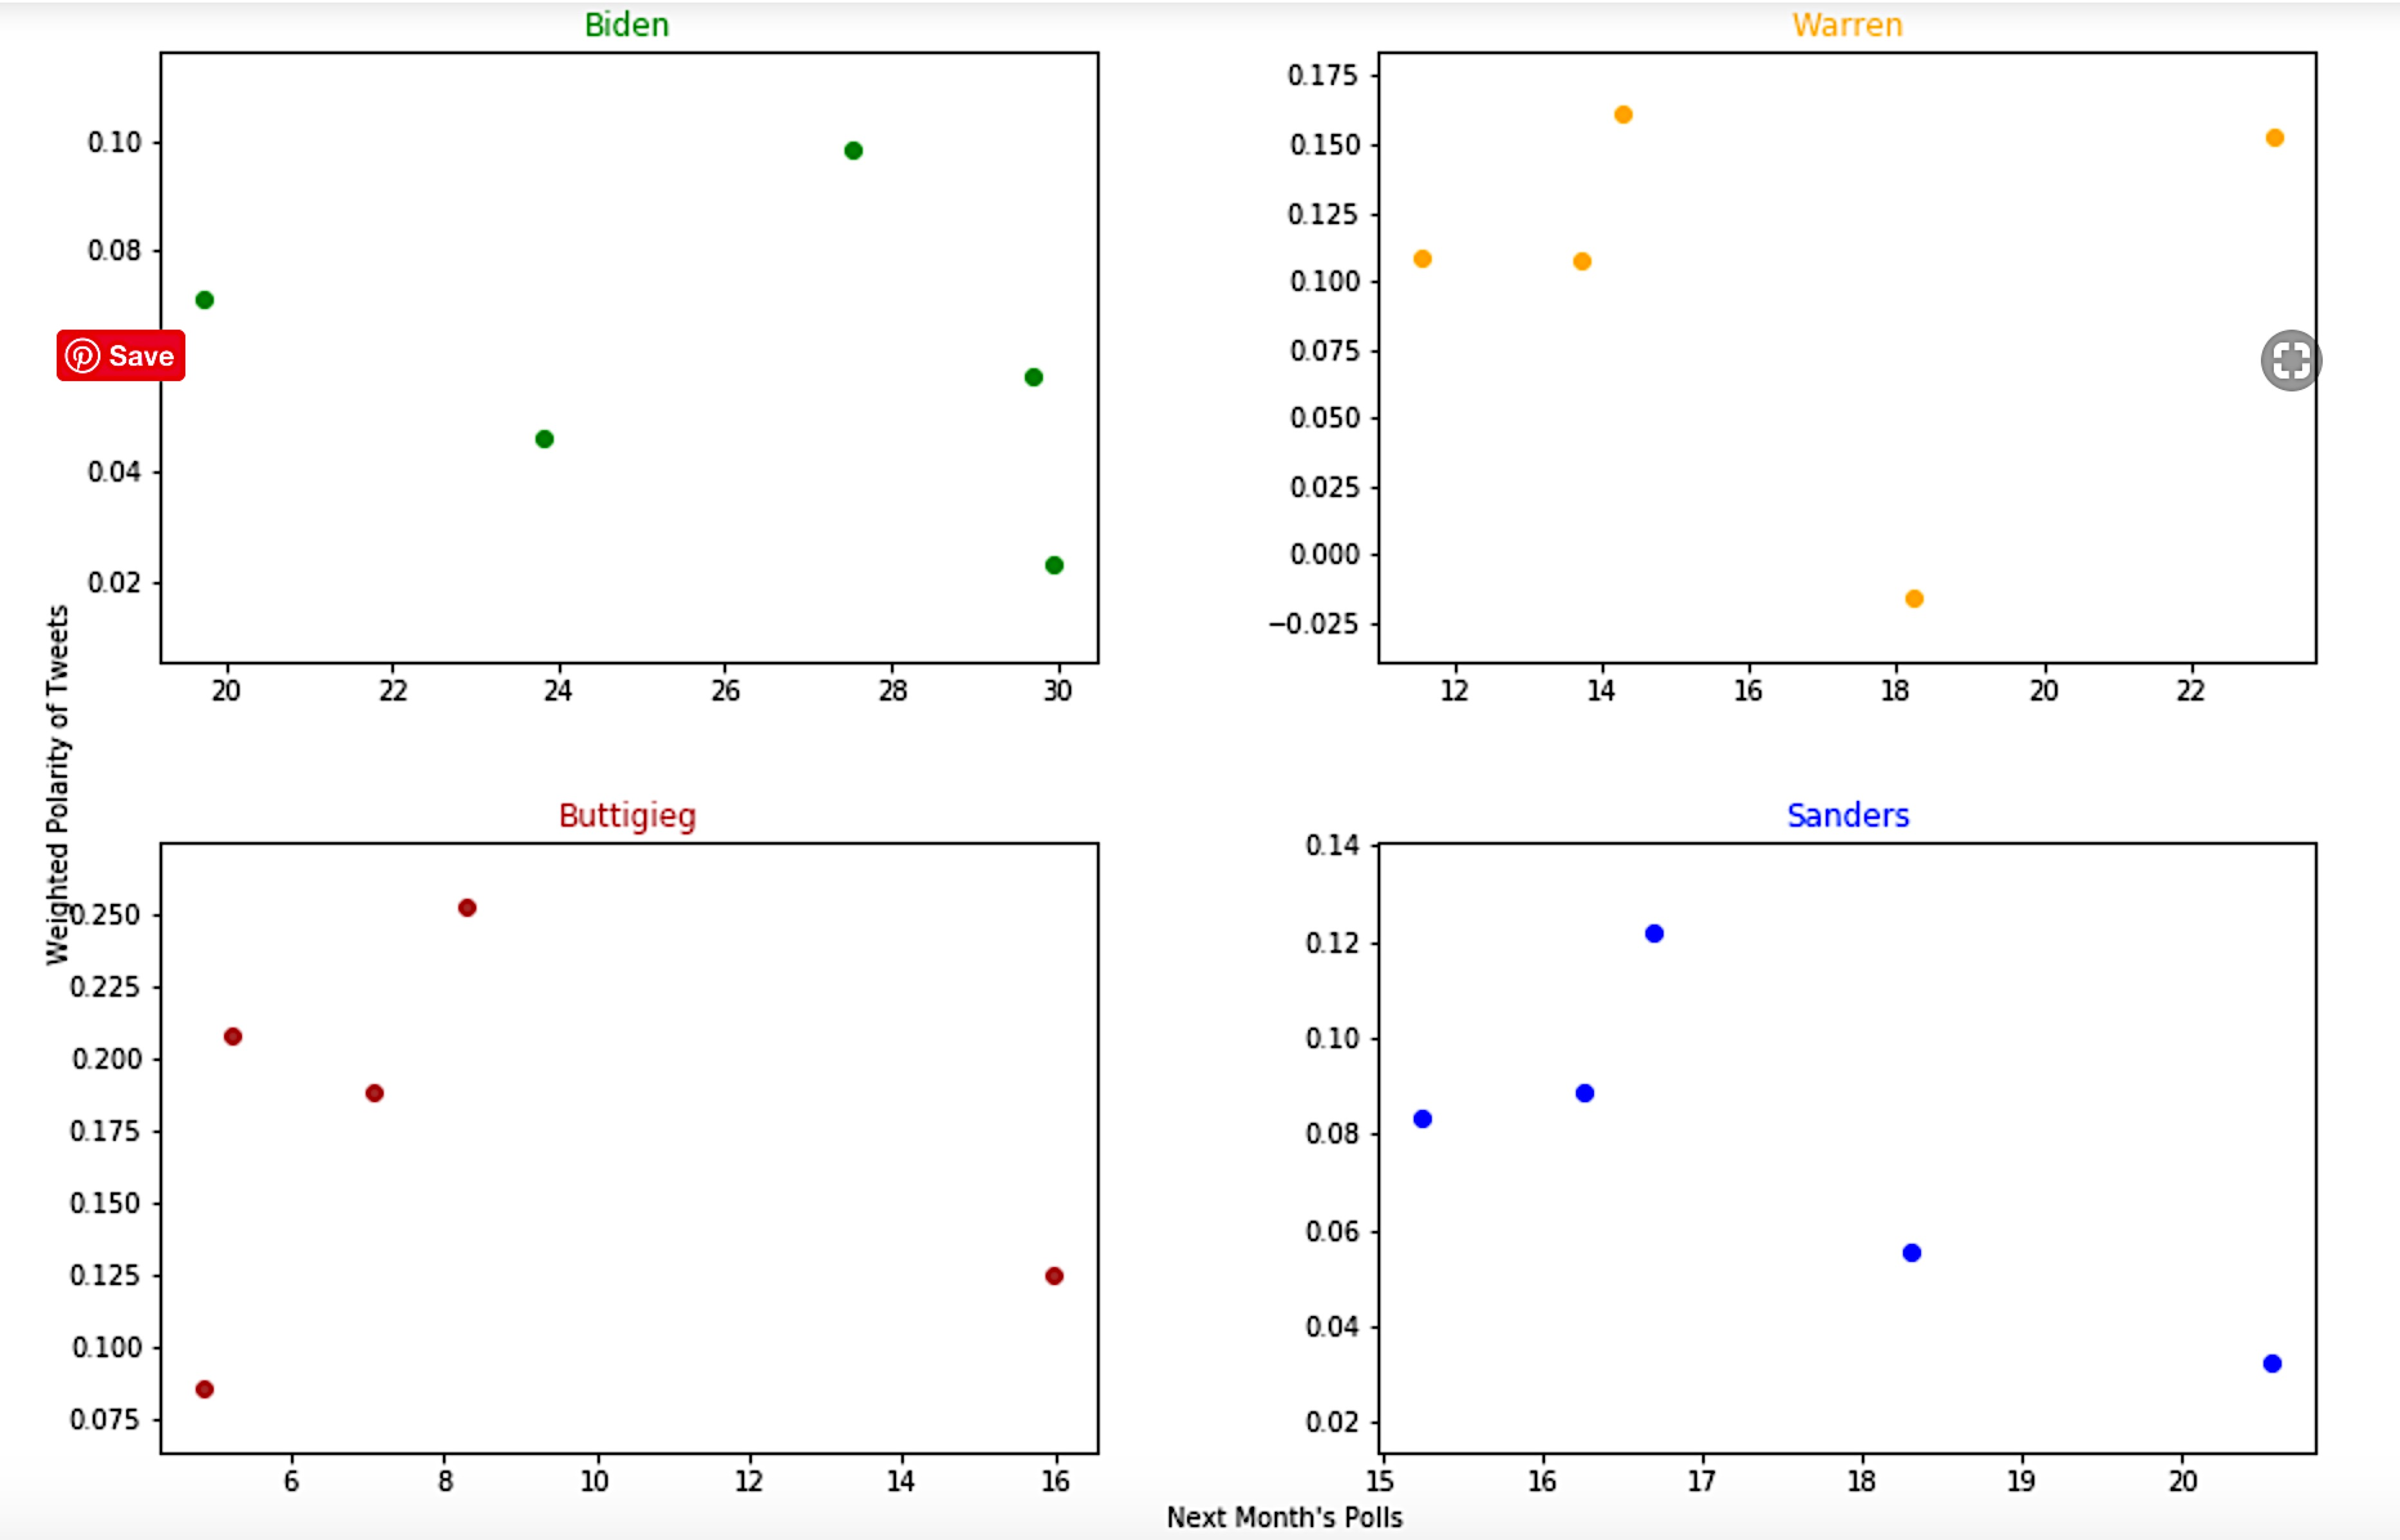 Biden
0.10
0.08
0.04
0.02
20 22 24 26 28 30
Save
Warren
0.175
0.150
0.125
0.100
0.075
0.050
0.025
0.000
−0.025
12 14 16 18 20 22
Weighted Polarity of Tweets
Buttigieg
0.250
0.225
0.200
0.175
0.150
0.125
0.100
0.075
6 8 10 12 14 16
Sanders
0.14
0.12
0.10
0.08
0.06
0.04
0.02
15 16 17 18 19 20
Next Month's Polls